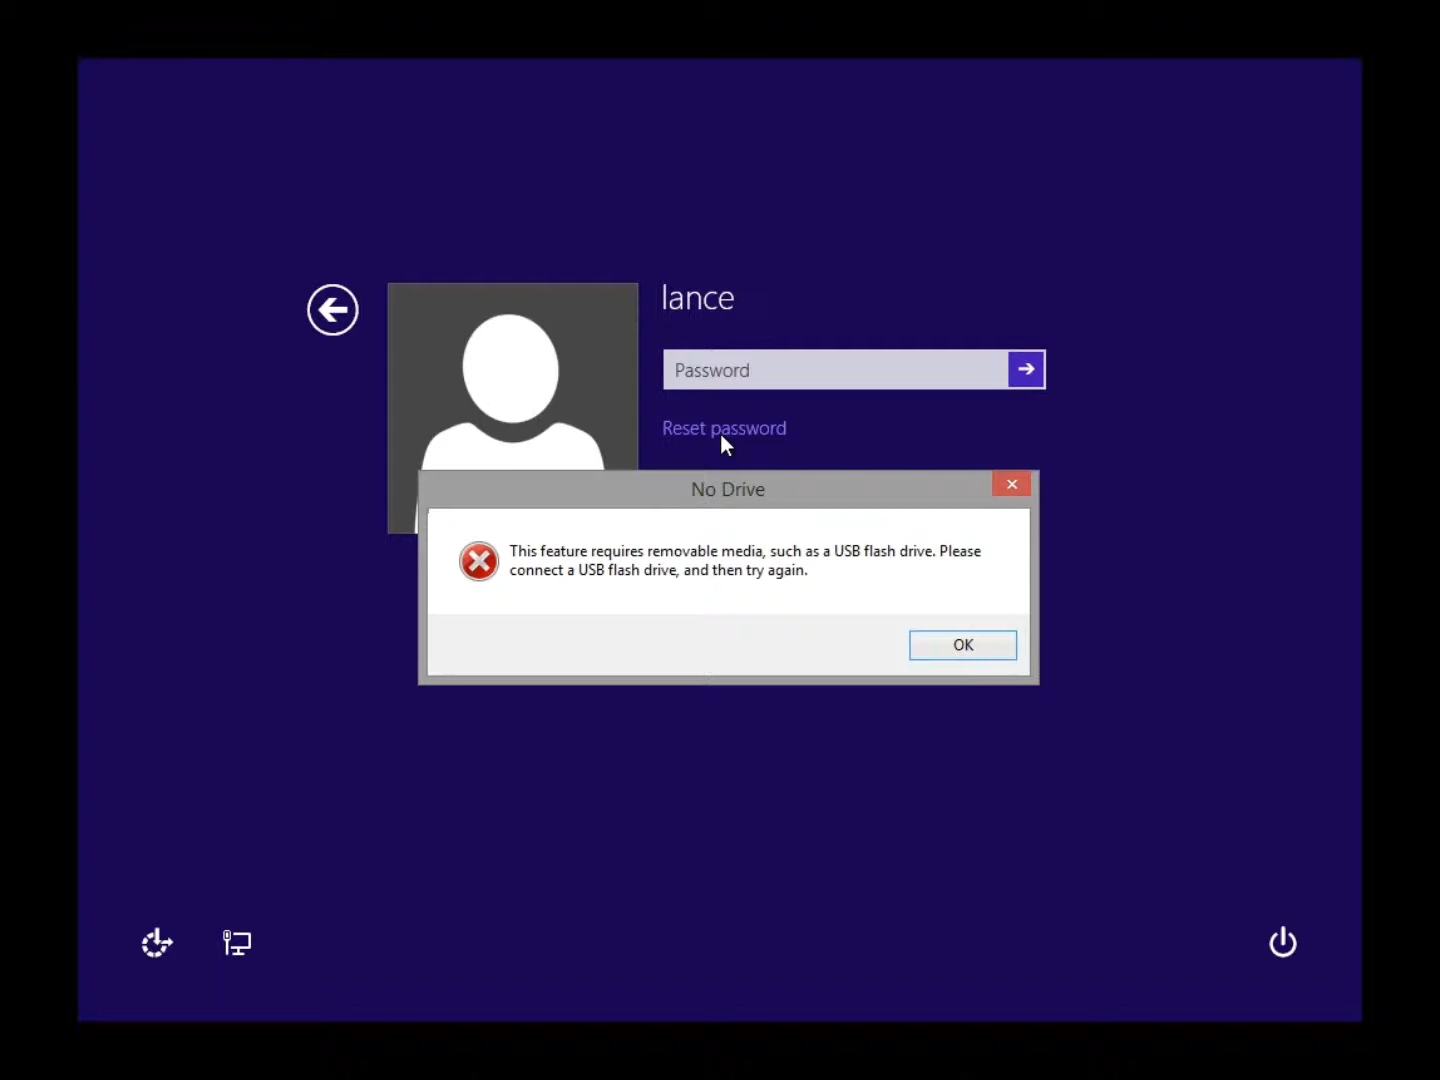 lance
Password
Reset password
No Drive
This feature requires removable media, such as a USB flash drive. Please
connect a USB flash drive, and then try again.
OK